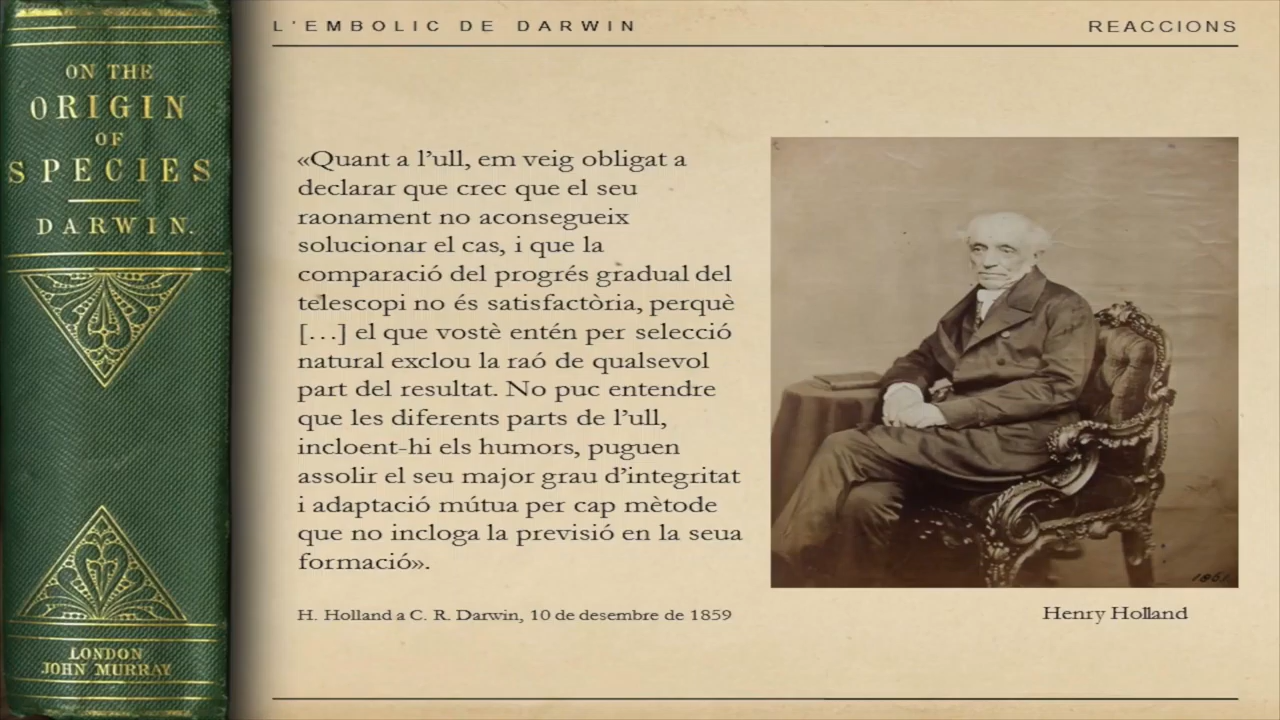 ON THE
ORIGIN
OF
SPECIES
DARWIN.
LONDON
JOHN MURRAY
L'EMBOLIC DE DARWIN
REACCIONS
«Quant a l’ull, em veig obligat a
declarar que crec que el seu
raonament no aconsegueix
solucionar el cas, i que la
comparació del progrés gradual del
telescopi no és satisfactòria, perquè
[…] el que vostè entén per selecció
natural exclou la raó de qualsevol
part del resultat. No puc entendre
que les diferents parts de l’ull,
incloent-hi els humors, puguen
assolir el seu major grau d’integritat
i adaptació mútua per cap mètode
que no incloga la previsió en la seua
formació».
H. Holland a C. R. Darwin, 10 de desembre de 1859
1861
Henry Holland